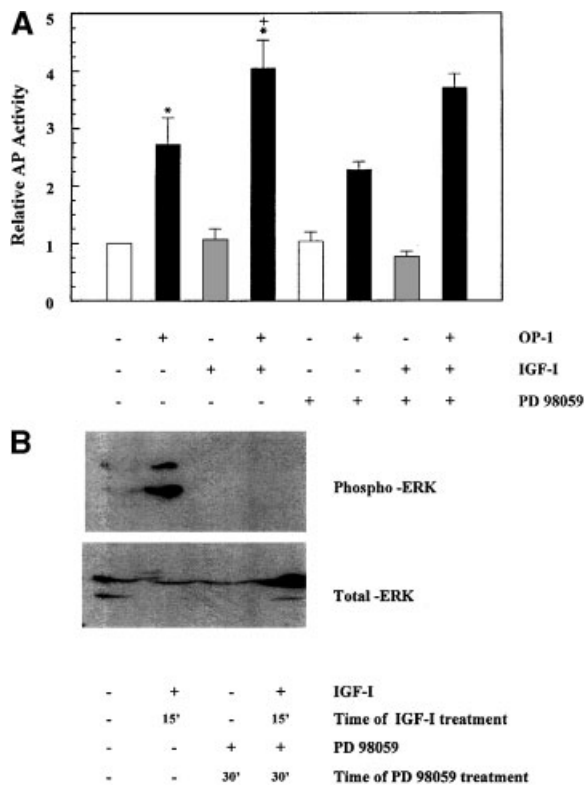 A
Relative AP Activity
5
4
3
2
1
0
+
*
*
- + - + - + - + OP-1
- - + + - - + + IGF-I
- - - - + + + + PD 98059
B
Phospho -ERK
Total -ERK
- + - + IGF-I
- 15' - 15' Time of IGF-I treatment
- - + + PD 98059
- - 30' 30' Time of PD 98059 treatment